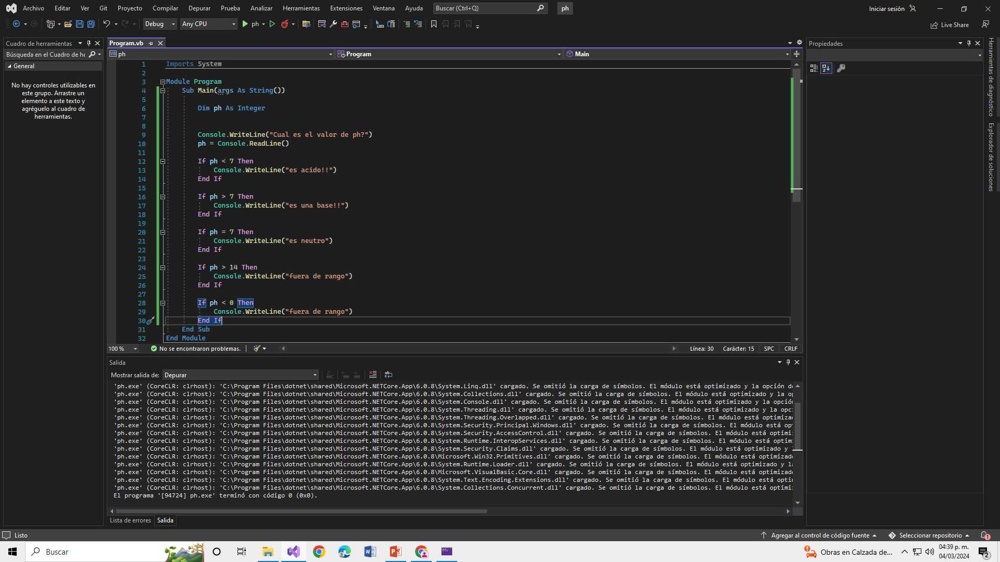 Archivo Editar Ver Git Proyecto Compilar Depurar Prueba Analizar Herramientas Extensiones Ventana Ayuda Buscar (Ctrl+Q) ph Iniciar sesión
Debug Any CPU ph Live Share
Cuadro de herramientas
Búsqueda en el Cuadro de he
General
No hay controles utilizables en
este grupo. Arrastre un
elemento a este texto y
agréguelo al cuadro de
herramientas.
Program.vb
VB ph Program Main
1 Imports System
2
3 Module Program
4 Sub Main(args As String())
5
6 Dim ph As Integer
7
8
9 Console.WriteLine("Cual es el valor de ph?")
10 ph = Console.ReadLine()
11
12 If ph < 7 Then
13 Console.WriteLine("es acido!!")
14 End If
15
16 If ph > 7 Then
17 Console.WriteLine("es una base!!")
18 End If
19
20 If ph = 7 Then
21 Console.WriteLine("es neutro")
22 End If
23
24 If ph > 14 Then
25 Console.WriteLine("fuera de rango")
26 End If
27
28 If ph < 0 Then
29 Console.WriteLine("fuera de rango")
30 End If
31 End Sub
32 End Module
100 % No se encontraron problemas. Línea: 30 Carácter: 15 SPC CRLF
Salida
Mostrar salida de: Depurar
'ph.exe' (CoreCLR: clrhost): 'C:\Program Files\dotnet\shared\Microsoft.NETCore.App\6.0.8\System.Linq.dll' cargado. Se omitió la carga de símbolos. El módulo está optimizado y la opción de
'ph.exe' (CoreCLR: clrhost): 'C:\Program Files\dotnet\shared\Microsoft.NETCore.App\6.0.8\System.Collections.dll' cargado. Se omitió la carga de símbolos. El módulo está optimizado y la op
'ph.exe' (CoreCLR: clrhost): 'C:\Program Files\dotnet\shared\Microsoft.NETCore.App\6.0.8\System.Console.dll' cargado. Se omitió la carga de símbolos. El módulo está optimizado y la opción
'ph.exe' (CoreCLR: clrhost): 'C:\Program Files\dotnet\shared\Microsoft.NETCore.App\6.0.8\System.Threading.dll' cargado. Se omitió la carga de símbolos. El módulo está optimizado y la opci
'ph.exe' (CoreCLR: clrhost): 'C:\Program Files\dotnet\shared\Microsoft.NETCore.App\6.0.8\System.Threading.Overlapped.dll' cargado. Se omitió la carga de símbolos. El módulo está optimizad
'ph.exe' (CoreCLR: clrhost): 'C:\Program Files\dotnet\shared\Microsoft.NETCore.App\6.0.8\System.Security.Principal.Windows.dll' cargado. Se omitió la carga de símbolos. El módulo está opt
'ph.exe' (CoreCLR: clrhost): 'C:\Program Files\dotnet\shared\Microsoft.NETCore.App\6.0.8\System.Security.AccessControl.dll' cargado. Se omitió la carga de símbolos. El módulo está optimiz
'ph.exe' (CoreCLR: clrhost): 'C:\Program Files\dotnet\shared\Microsoft.NETCore.App\6.0.8\System.Runtime.InteropServices.dll' cargado. Se omitió la carga de símbolos. El módulo está optimi
'ph.exe' (CoreCLR: clrhost): 'C:\Program Files\dotnet\shared\Microsoft.NETCore.App\6.0.8\System.Security.Claims.dll' cargado. Se omitió la carga de símbolos. El módulo está optimizado y l
'ph.exe' (CoreCLR: clrhost): 'C:\Program Files\dotnet\shared\Microsoft.NETCore.App\6.0.8\Microsoft.Win32.Primitives.dll' cargado. Se omitió la carga de símbolos. El módulo está optimizado
'ph.exe' (CoreCLR: clrhost): 'C:\Program Files\dotnet\shared\Microsoft.NETCore.App\6.0.8\System.Runtime.Loader.dll' cargado. Se omitió la carga de símbolos. El módulo está optimizado y la
'ph.exe' (CoreCLR: clrhost): 'C:\Program Files\dotnet\shared\Microsoft.NETCore.App\6.0.8\Microsoft.VisualBasic.Core.dll' cargado. Se omitió la carga de símbolos. El módulo está optimizado
'ph.exe' (CoreCLR: clrhost): 'C:\Program Files\dotnet\shared\Microsoft.NETCore.App\6.0.8\System.Text.Encoding.Extensions.dll' cargado. Se omitió la carga de símbolos. El módulo está optim
'ph.exe' (CoreCLR: clrhost): 'C:\Program Files\dotnet\shared\Microsoft.NETCore.App\6.0.8\System.Collections.Concurrent.dll' cargado. Se omitió la carga de símbolos. El módulo está optimi
El programa '[94724] ph.exe' terminó con código 0 (0x0).
Lista de errores Salida
Propiedades
Herramientas de diagnóstico
Explorador de soluciones
Listo Agregar al control de código fuente Seleccionar repositorio 1
Buscar Obras en Calzada de... 04:39 p. m.
04/03/2024 2